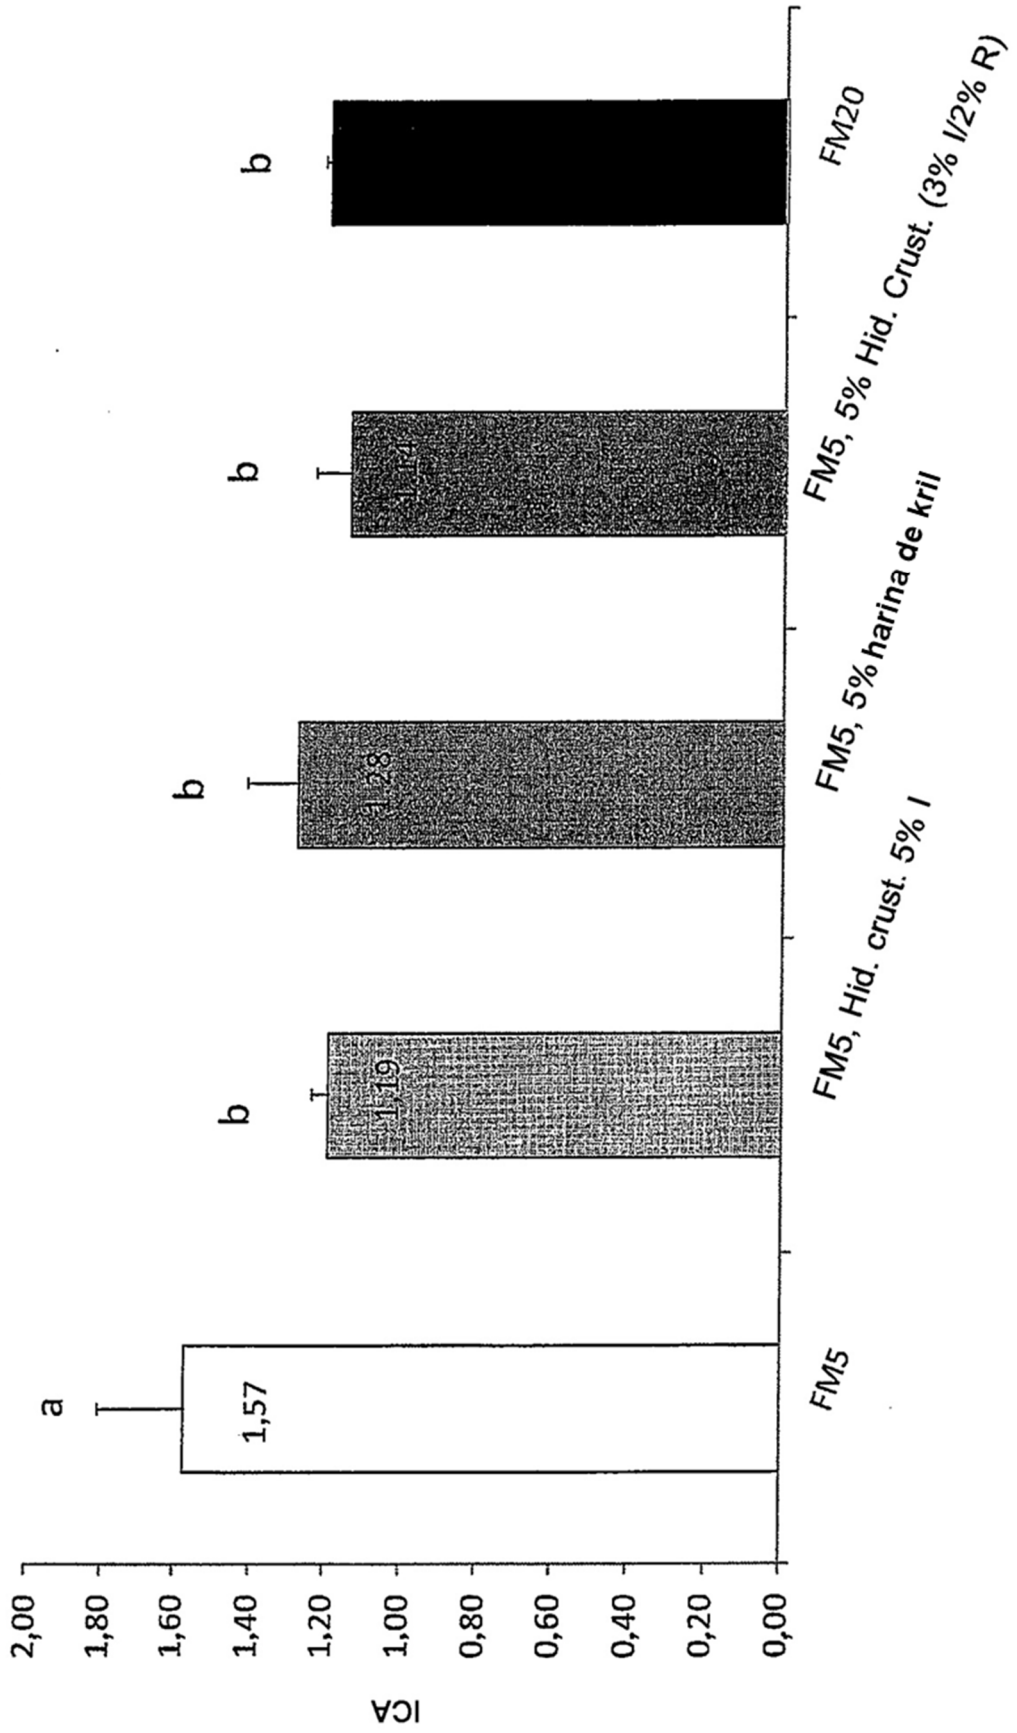 ICA
2,00
1,80
1,60
1,40
1,20
1,00
0,80
0,60
0,40
0,20
0,00
a
b
b
b
b
1,57
1,19
1,28
1,14
FM5
FM5, Hid. crust. 5% I
FM5, 5% harina de kril
FM5, 5% Hid. Crust. (3% I/2% R)
FM20